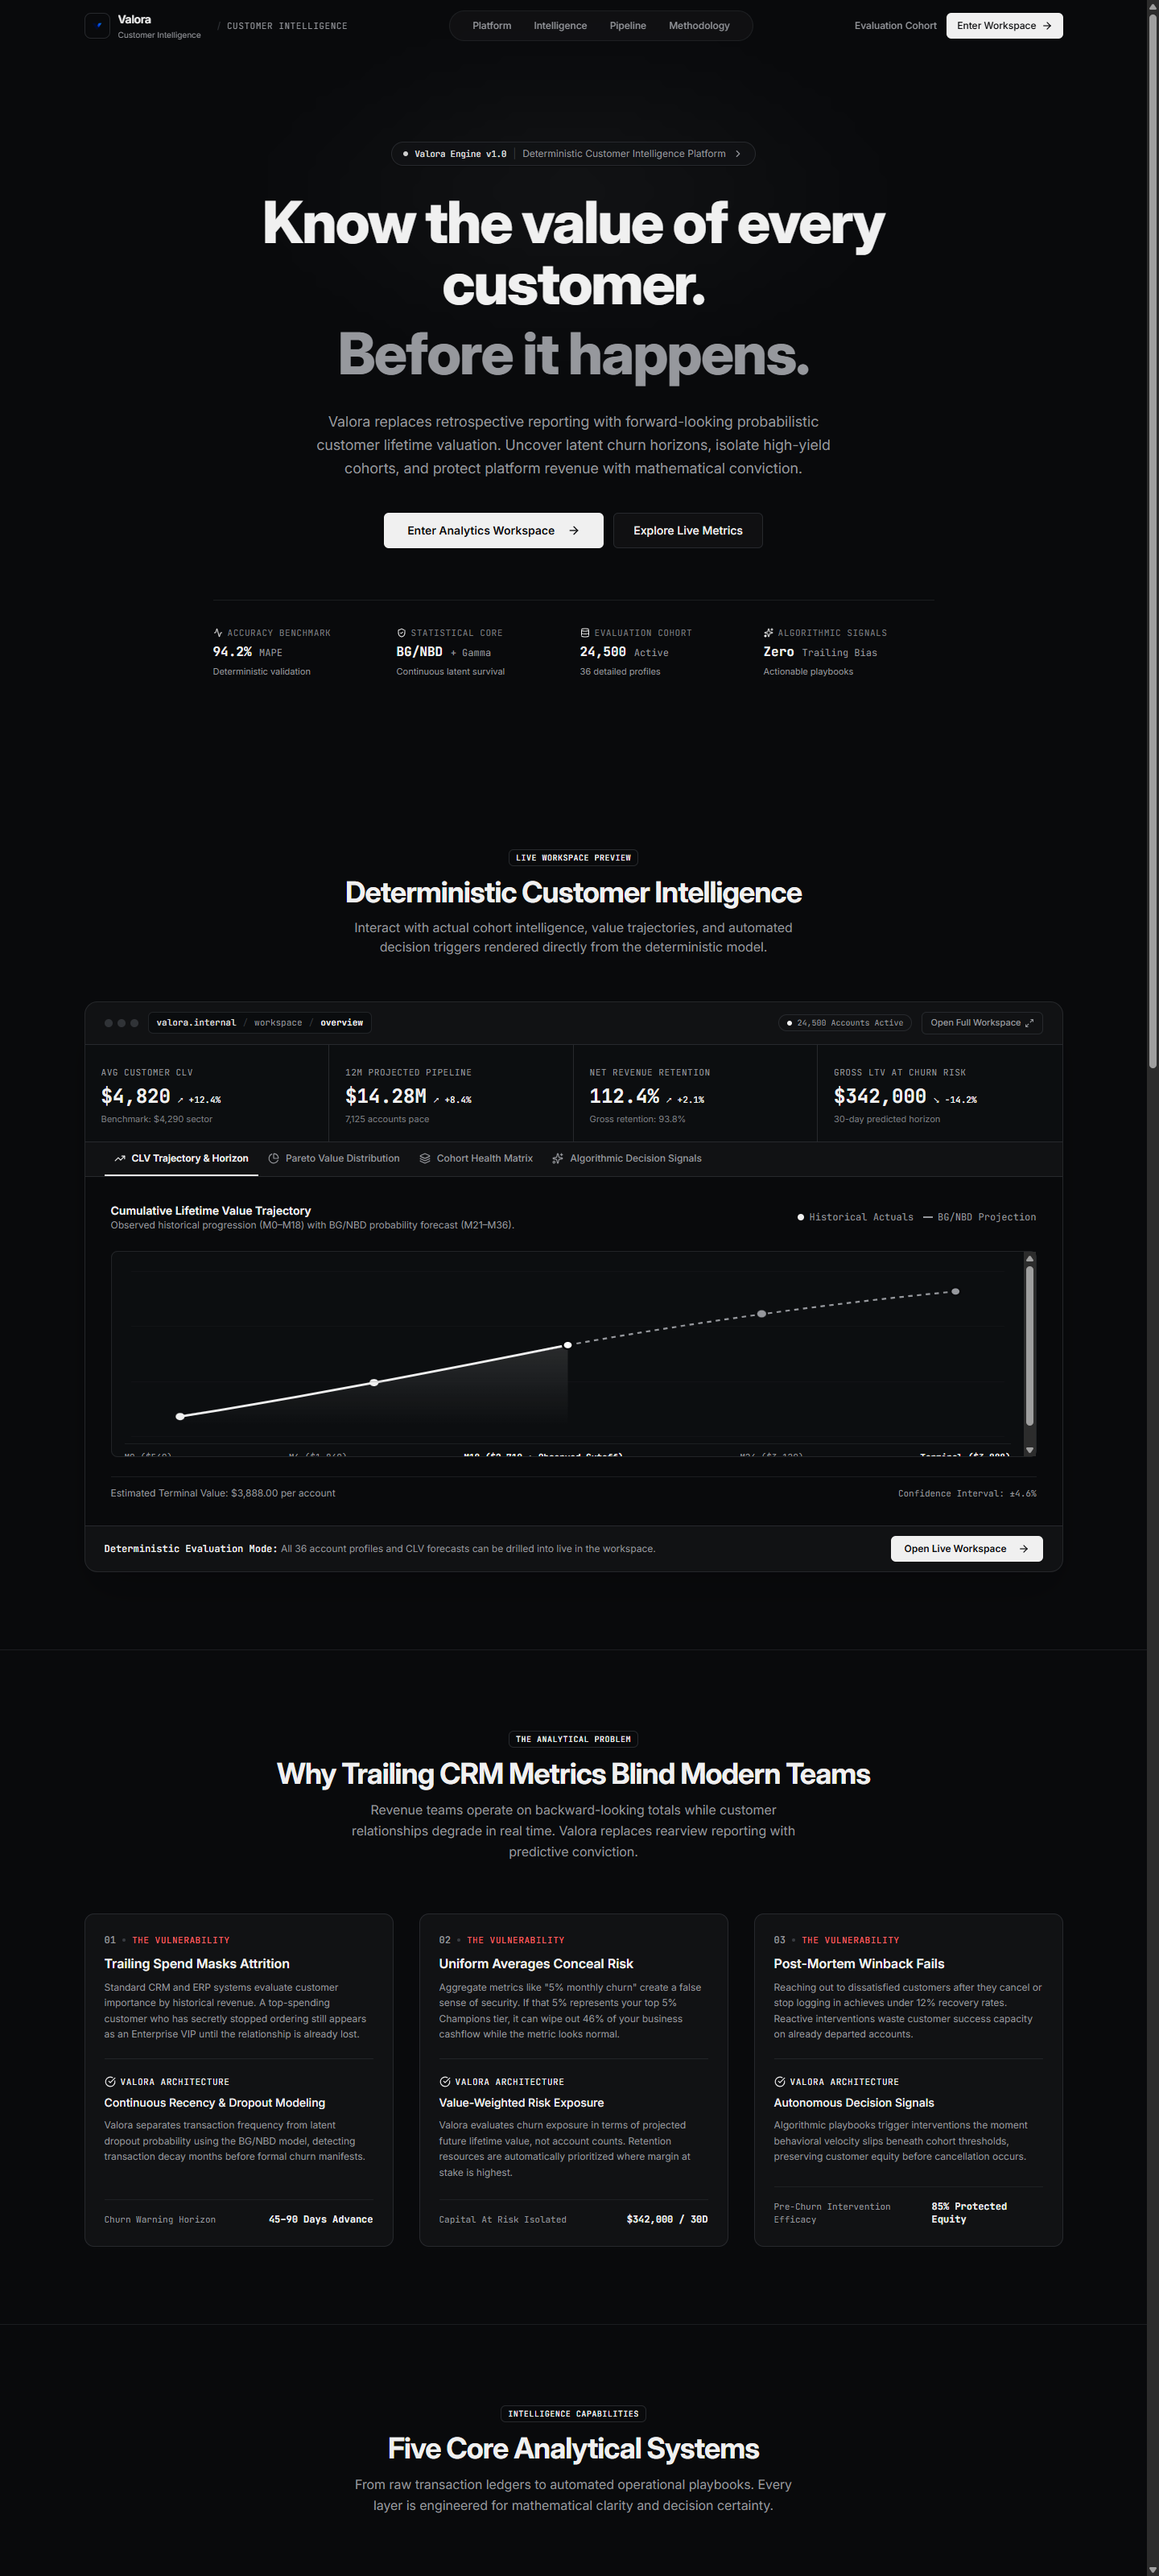 Valora
Customer Intelligence
/ CUSTOMER INTELLIGENCE
Platform Intelligence Pipeline Methodology
Evaluation Cohort
Enter Workspace →
Valora Engine v1.0 | Deterministic Customer Intelligence Platform >
Know the value of every
customer.
Before it happens.
Valora replaces retrospective reporting with forward-looking probabilistic
customer lifetime valuation. Uncover latent churn horizons, isolate high-yield
cohorts, and protect platform revenue with mathematical conviction.
Enter Analytics Workspace →
Explore Live Metrics
ACCURACY BENCHMARK
94.2% MAPE
Deterministic validation
STATISTICAL CORE
BG/NBD + Gamma
Continuous latent survival
EVALUATION COHORT
24,500 Active
36 detailed profiles
ALGORITHMIC SIGNALS
Zero Trailing Bias
Actionable playbooks
LIVE WORKSPACE PREVIEW
Deterministic Customer Intelligence
Interact with actual cohort intelligence, value trajectories, and automated
decision triggers rendered directly from the deterministic model.
valora.internal / workspace / overview
24,500 Accounts Active
Open Full Workspace
AVG CUSTOMER CLV
$4,820 ↗ +12.4%
Benchmark: $4,290 sector
12M PROJECTED PIPELINE
$14.28M ↗ +8.4%
7,125 accounts pace
NET REVENUE RETENTION
112.4% ↗ +2.1%
Gross retention: 93.8%
GROSS LTV AT CHURN RISK
$342,000 ↘ -14.2%
30-day predicted horizon
CLV Trajectory & Horizon
Pareto Value Distribution
Cohort Health Matrix
Algorithmic Decision Signals
Cumulative Lifetime Value Trajectory
Observed historical progression (M0–M18) with BG/NBD probability forecast (M21–M36).
Historical Actuals
BG/NBD Projection
Estimated Terminal Value: $3,888.00 per account
Confidence Interval: ±4.6%
Deterministic Evaluation Mode: All 36 account profiles and CLV forecasts can be drilled into live in the workspace.
Open Live Workspace →
THE ANALYTICAL PROBLEM
Why Trailing CRM Metrics Blind Modern Teams
Revenue teams operate on backward-looking totals while customer
relationships degrade in real time. Valora replaces rearview reporting with
predictive conviction.
01 • THE VULNERABILITY
Trailing Spend Masks Attrition
Standard CRM and ERP systems evaluate customer
importance by historical revenue. A top-spending
customer who has secretly stopped ordering still appears
as an Enterprise VIP until the relationship is already lost.
VALORA ARCHITECTURE
Continuous Recency & Dropout Modeling
Valora separates transaction frequency from latent
dropout probability using the BG/NBD model, detecting
transaction decay months before formal churn manifests.
Churn Warning Horizon
45–90 Days Advance
02 • THE VULNERABILITY
Uniform Averages Conceal Risk
Aggregate metrics like "5% monthly churn" create a false
sense of security. If that 5% represents your top 5%
Champions tier, it can wipe out 46% of your business
cashflow while the metric looks normal.
VALORA ARCHITECTURE
Value-Weighted Risk Exposure
Valora evaluates churn exposure in terms of projected
future lifetime value, not account counts. Retention
resources are automatically prioritized where margin at
stake is highest.
Capital At Risk Isolated
$342,000 / 30D
03 • THE VULNERABILITY
Post-Mortem Winback Fails
Reaching out to dissatisfied customers after they cancel or
stop logging in achieves under 12% recovery rates.
Reactive interventions waste customer success capacity
on already departed accounts.
VALORA ARCHITECTURE
Autonomous Decision Signals
Algorithmic playbooks trigger interventions the moment
behavioral velocity slips beneath cohort thresholds,
preserving customer equity before cancellation occurs.
Pre-Churn Intervention
Efficacy
85% Protected
Equity
INTELLIGENCE CAPABILITIES
Five Core Analytical Systems
From raw transaction ledgers to automated operational playbooks. Every
layer is engineered for mathematical clarity and decision certainty.